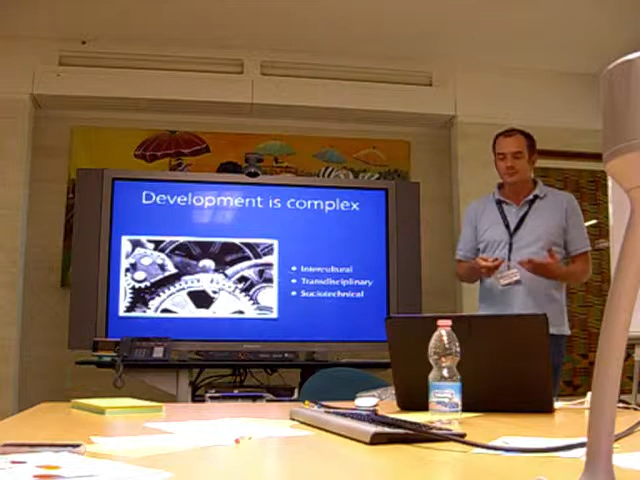 Development is complex
Intercultural
Transdisciplinary
Sociotechnical